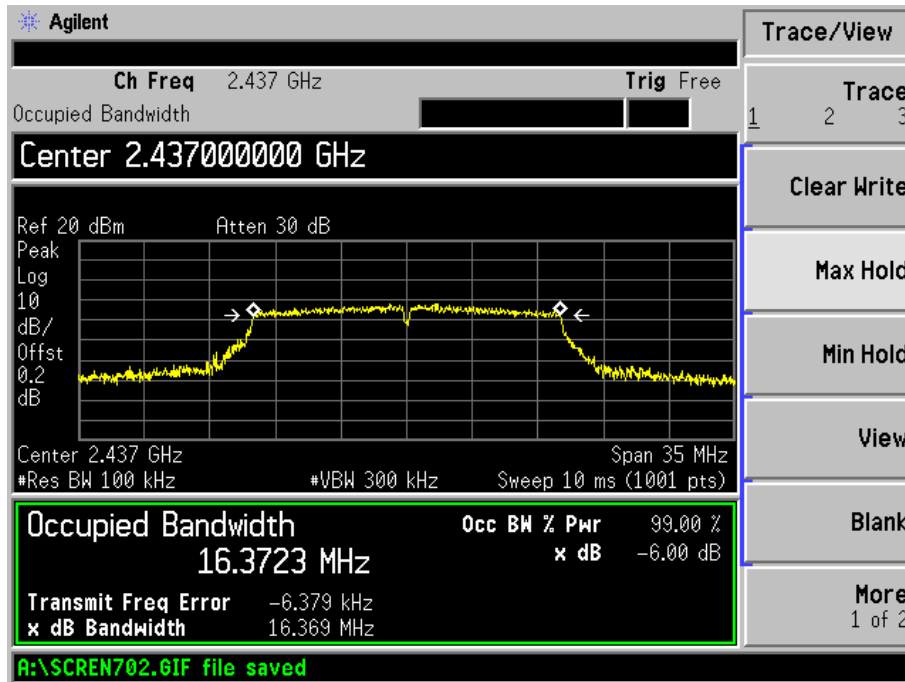 Agilent
Ch Freq 2.437 GHz Trig Free
Occupied Bandwidth
Center 2.437000000 GHz
Ref 20 dBm Atten 30 dB
Peak
Log
10
dB/
Offst
0.2
dB
Center 2.437 GHz Span 35 MHz
#Res BW 100 kHz #VBW 300 kHz Sweep 10 ms (1001 pts)
Occupied Bandwidth Occ BW % Pwr 99.00 %
16.3723 MHz x dB -6.00 dB
Transmit Freq Error -6.379 kHz
x dB Bandwidth 16.369 MHz
A:\SCREN702.GIF file saved
Trace/View
Trace
1 2 3
Clear Write
Max Hold
Min Hold
View
Blank
More
1 of 2